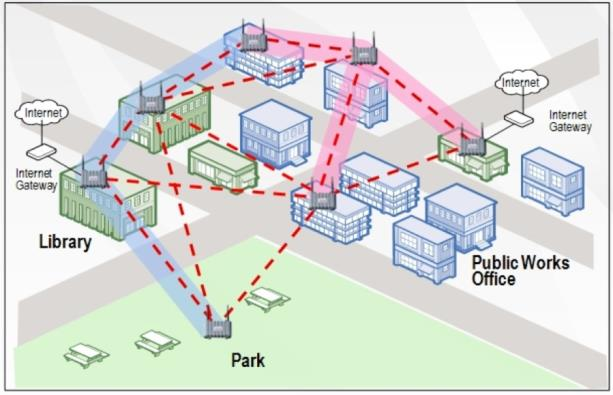 Internet
Internet
Internet
Gateway
Internet
Gateway
Library
Public Works
Office
Park